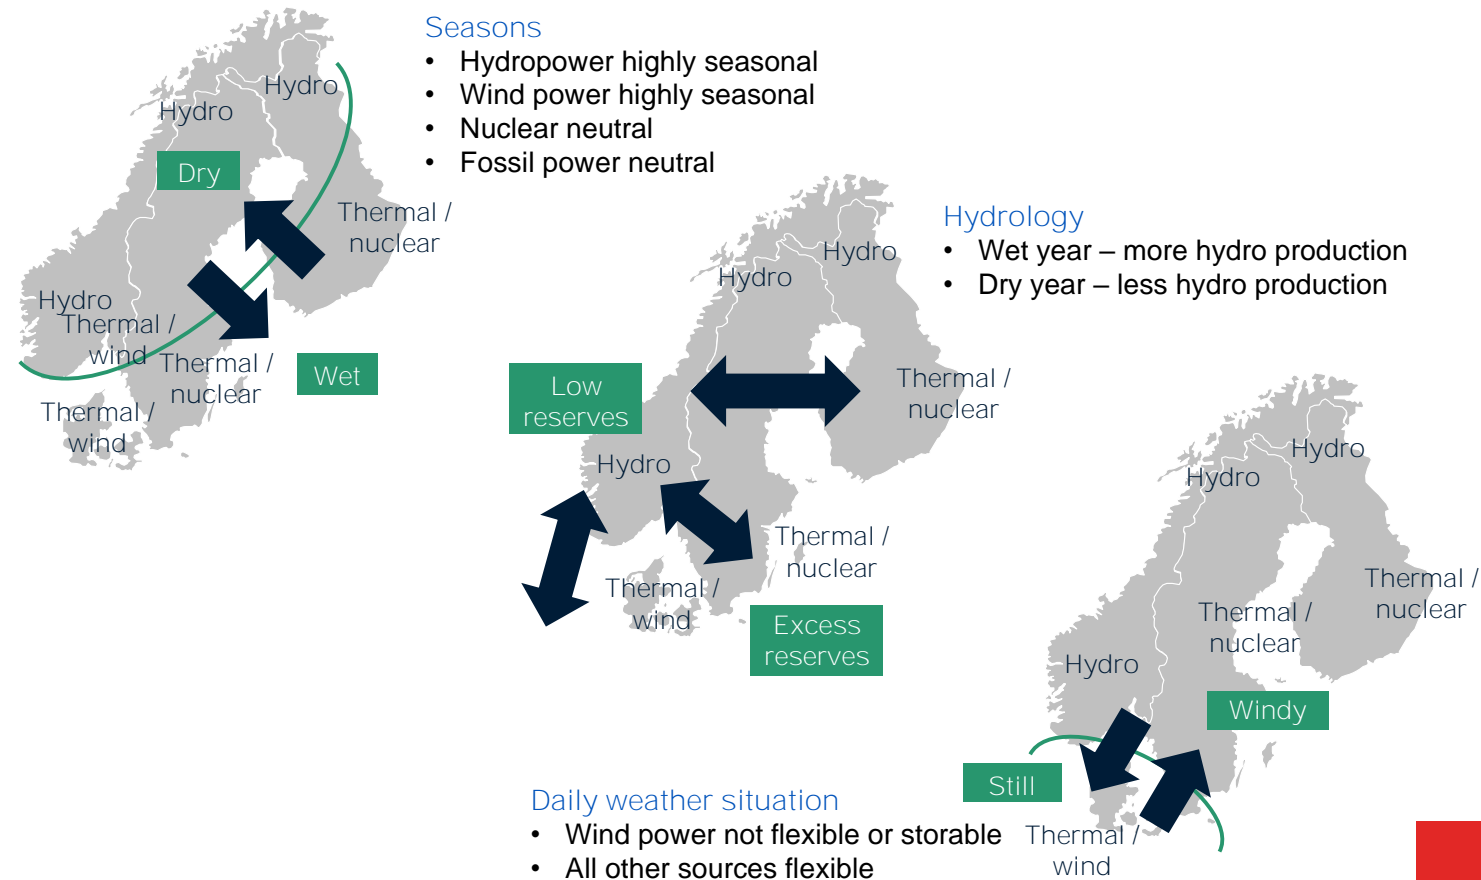 Seasons
• Hydropower highly seasonal
• Wind power highly seasonal
• Nuclear neutral
• Fossil power neutral
Hydro
Hydro
Dry
Thermal /
nuclear
Hydro
Thermal /
wind
Thermal /
nuclear
Wet
Thermal /
wind
Hydrology
• Wet year – more hydro production
• Dry year – less hydro production
Hydro
Hydro
Low
reserves
Thermal /
nuclear
Hydro
Thermal /
nuclear
Thermal /
wind
Excess
reserves
Daily weather situation
• Wind power not flexible or storable
• All other sources flexible
Hydro
Hydro
Thermal /
nuclear
Thermal /
nuclear
Hydro
Windy
Still
Thermal /
wind